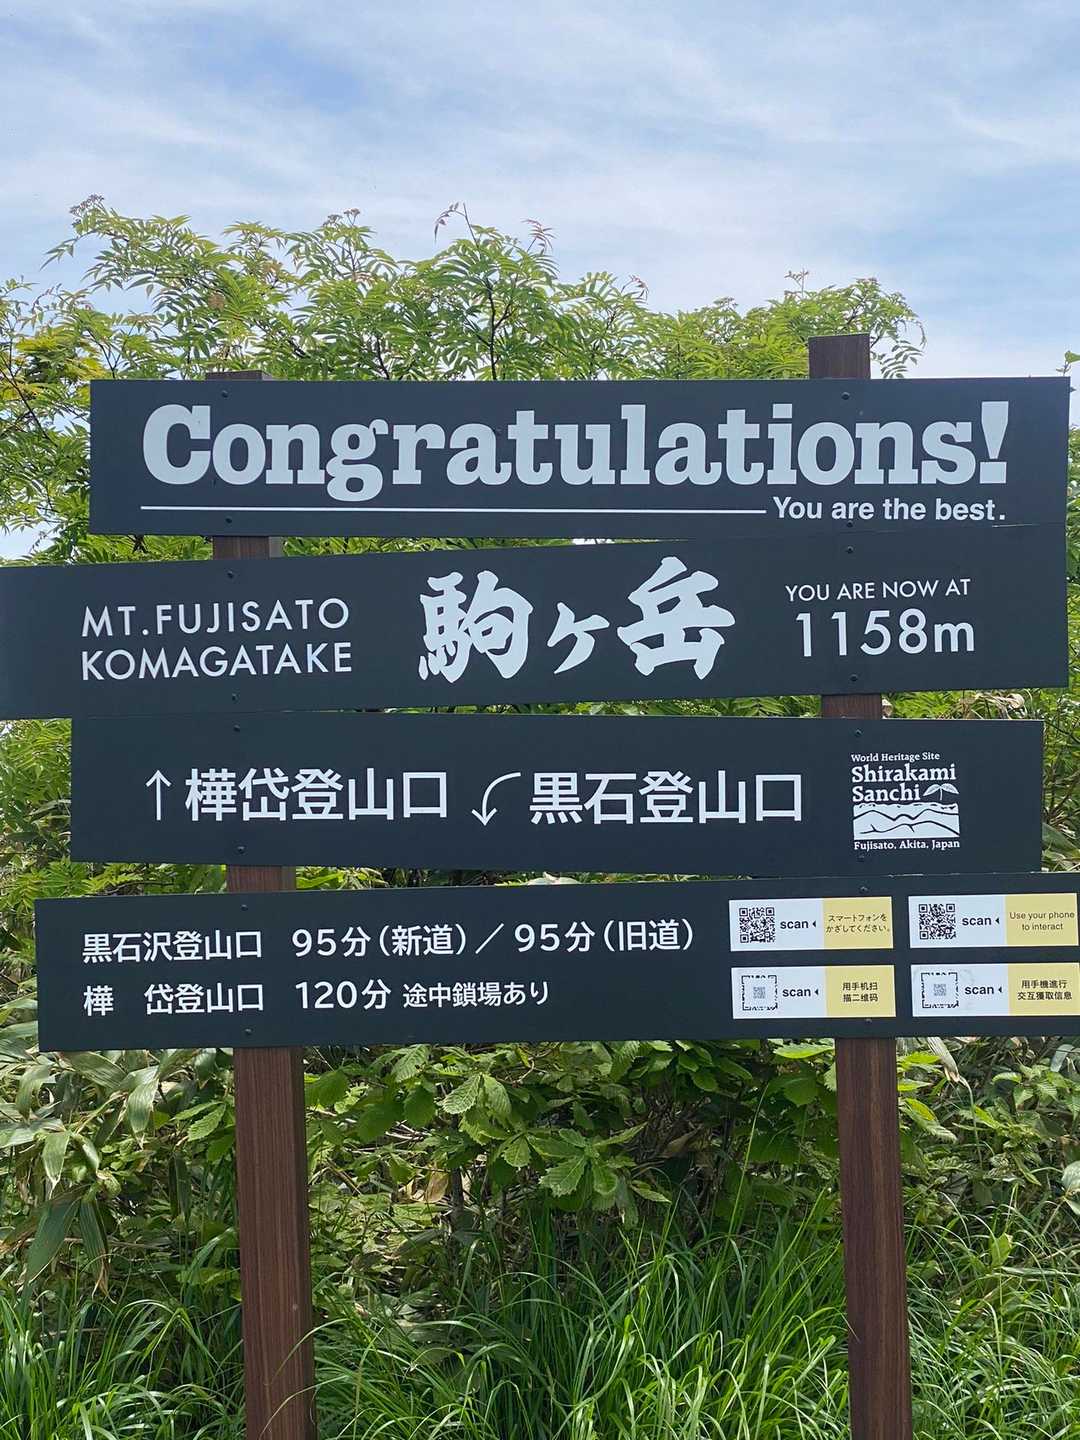 Congratulations!
You are the best.
MT.FUJISATO
KOMAGATAKE
駒ヶ岳
YOU ARE NOW AT
1158m
↑樺岱登山口
黒石登山口
World Heritage Site
Shirakami
Sanchi
Fujisato, Akita, Japan
黒石沢登山口 95分(新道)／95分(旧道)
樺 岱登山口 120分 途中鎖場あり
scan
スマートフォンを
かざしてください。
scan
Use your phone
to interact
scan
用手机扫
描二维码
scan
用手機進行
交互獲取信息